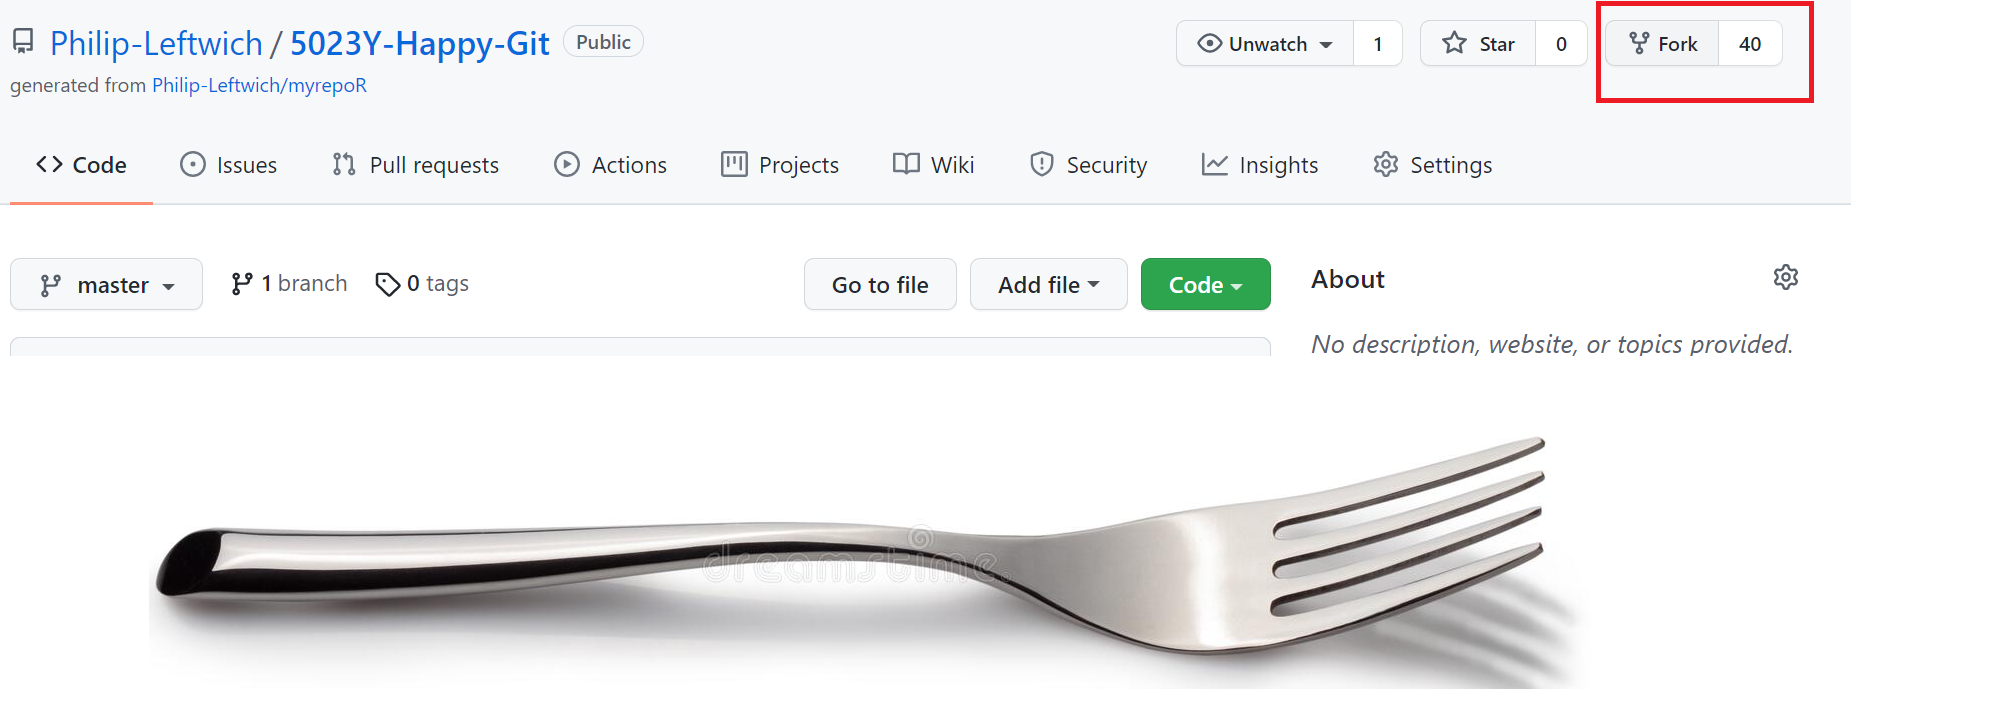 Philip-Leftwich / 5023Y-Happy-Git Public Unwatch 1 Star 0 Fork 40
generated from Philip-Leftwich/myrepoR
Code Issues Pull requests Actions Projects Wiki Security Insights Settings
master 1 branch 0 tags Go to file Add file Code About
No description, website, or topics provided.
dreamstime